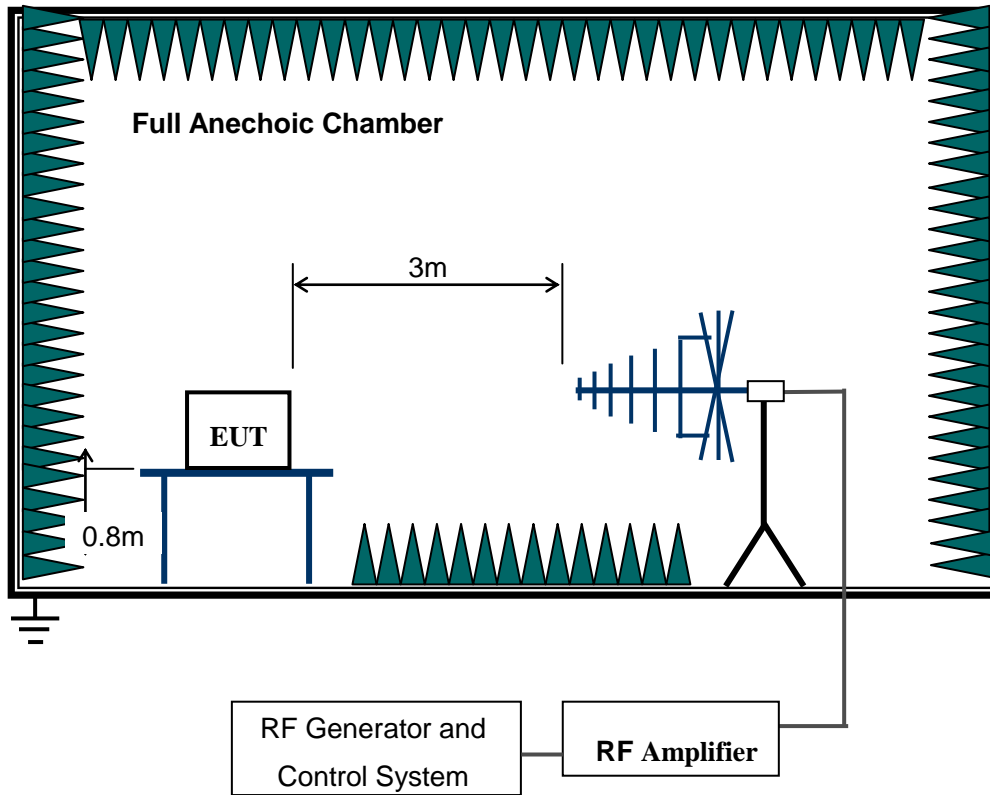 Full Anechoic Chamber
3m
EUT
0.8m
RF Generator and
Control System
RF Amplifier